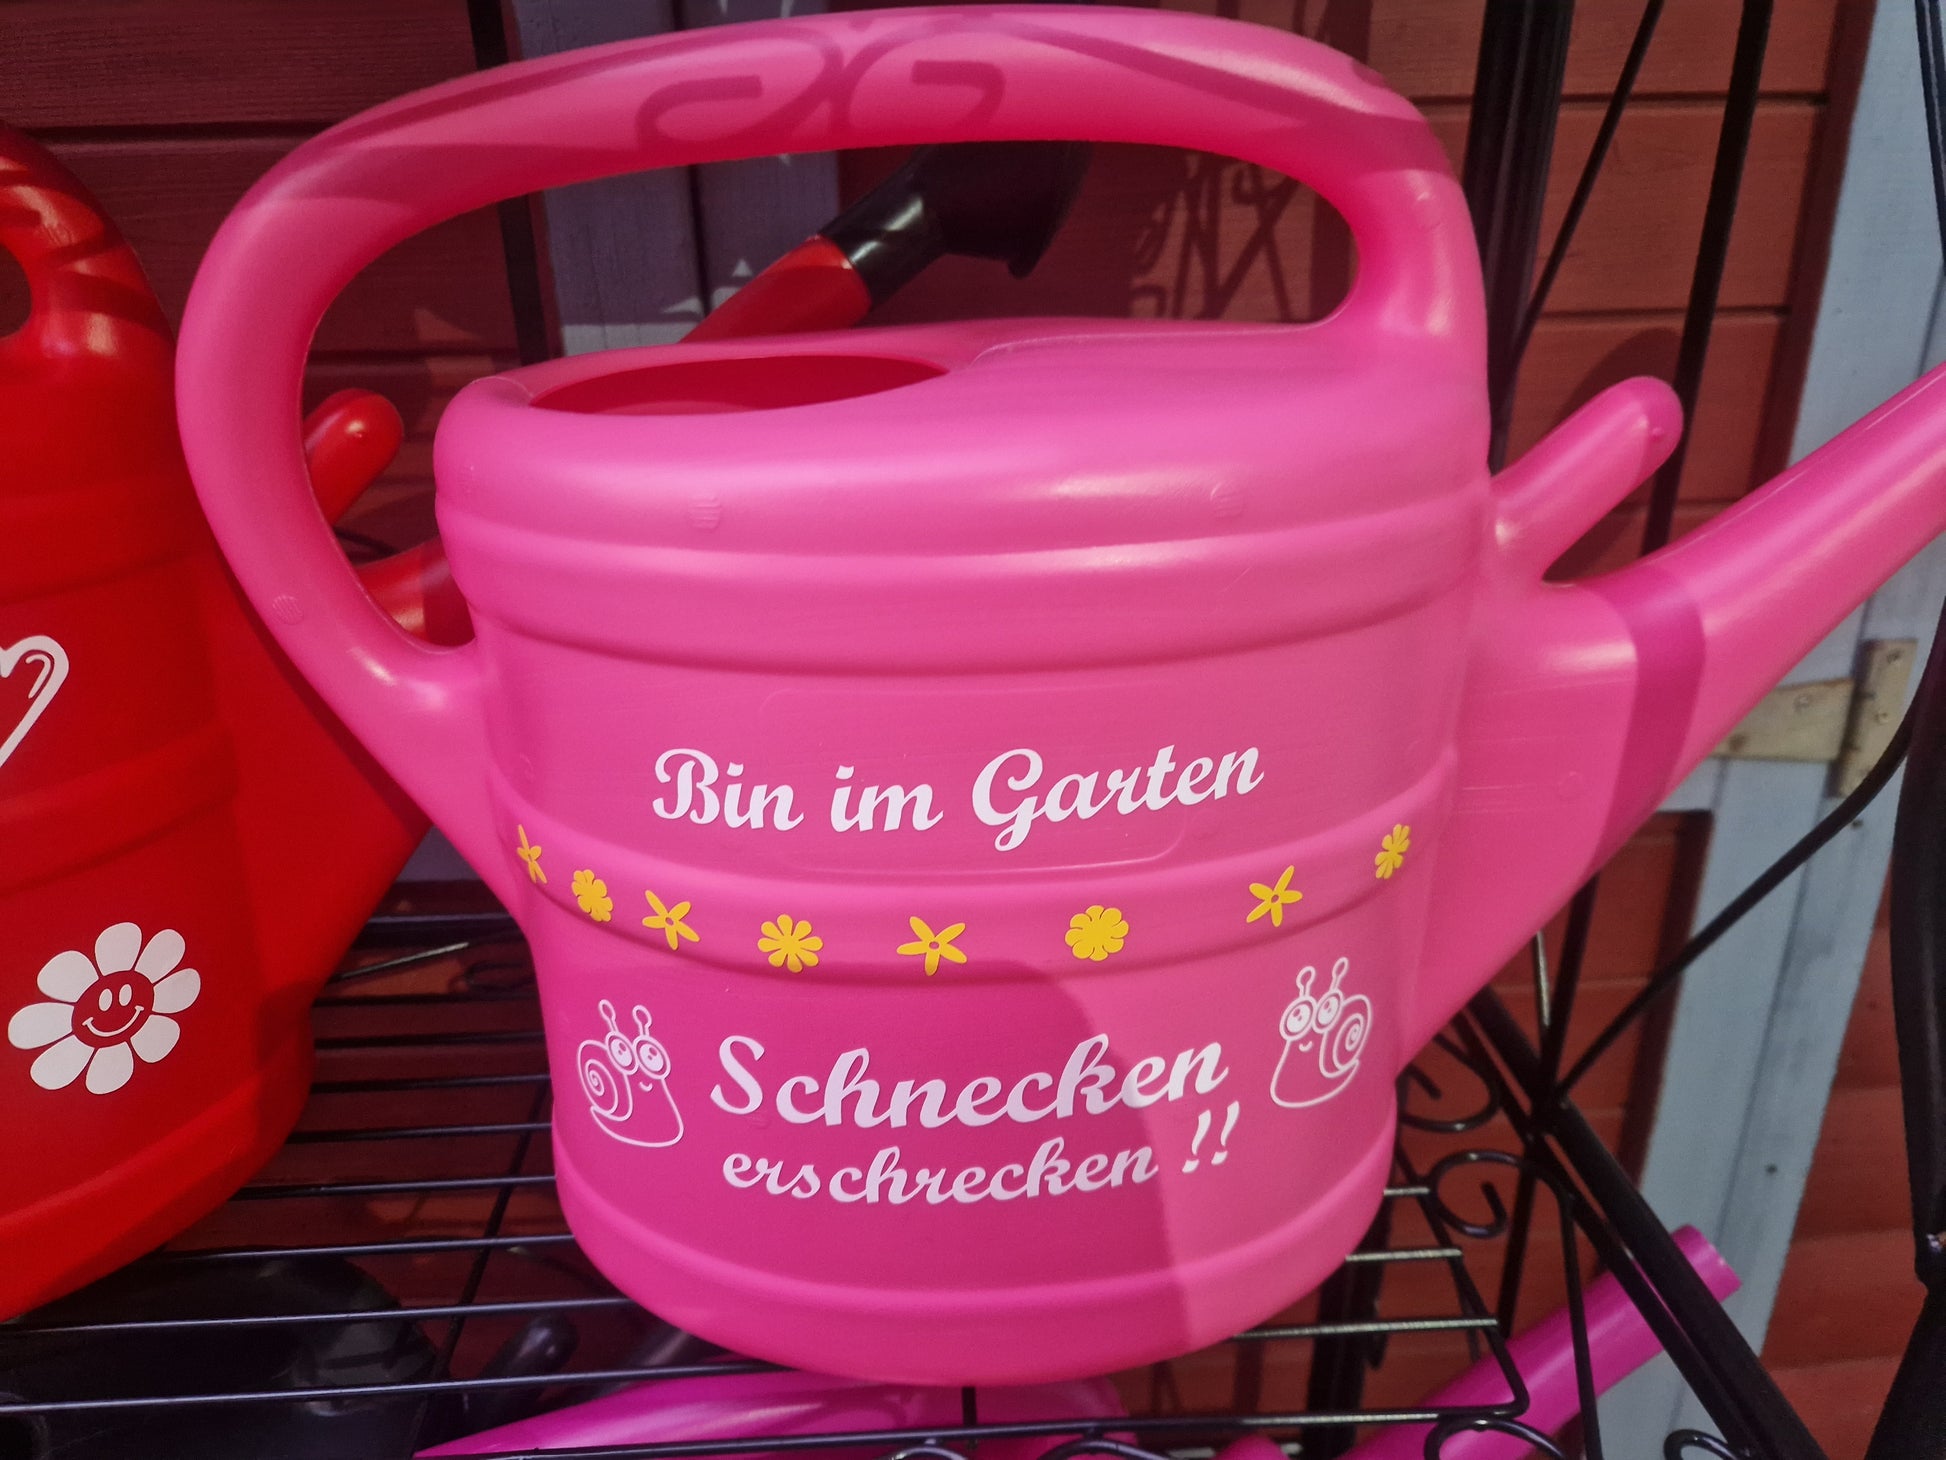 Bin im Garten
Schnecken
erschrecken !!